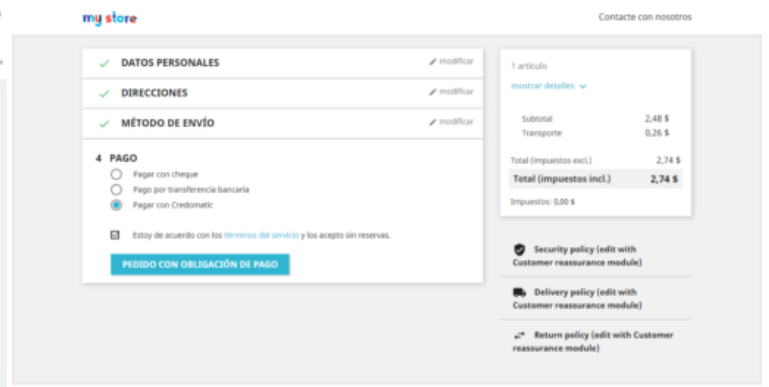 my store
Contacte con nosotros
DATOS PERSONALES
modificar
DIRECCIONES
modificar
MÉTODO DE ENVÍO
modificar
4 PAGO
Pagar con cheque
Pago por transferencia bancaria
Pagar con Credomatic
Estoy de acuerdo con los términos del servicio y los acepto sin reservas.
PEDIDO CON OBLIGACIÓN DE PAGO
1 artículo
mostrar detalles
Subtotal 2,48 $
Transporte 0,26 $
Total (impuestos excl.) 2,74 $
Total (impuestos incl.) 2,74 $
Impuestos: 0,00 $
Security policy (edit with
Customer reassurance module)
Delivery policy (edit with
Customer reassurance module)
Return policy (edit with Customer
reassurance module)